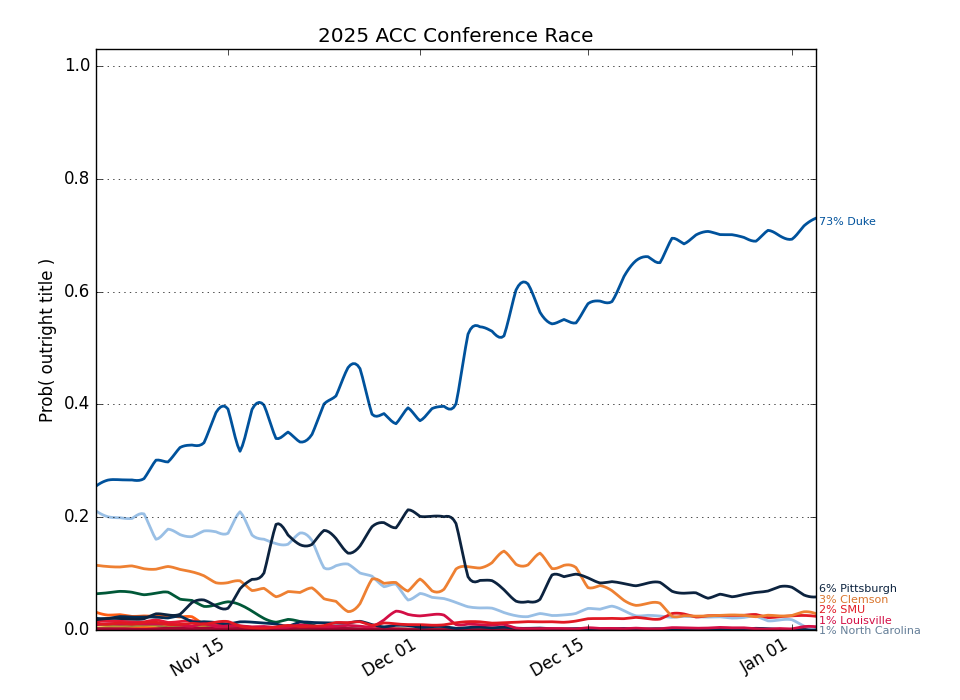 2025 ACC Conference Race
Prob( outright title )
1.0
0.8
0.6
0.4
0.2
0.0
73% Duke
6% Pittsburgh
3% Clemson
2% SMU
1% Louisville
1% North Carolina
Nov 15
Dec 01
Dec 15
Jan 01